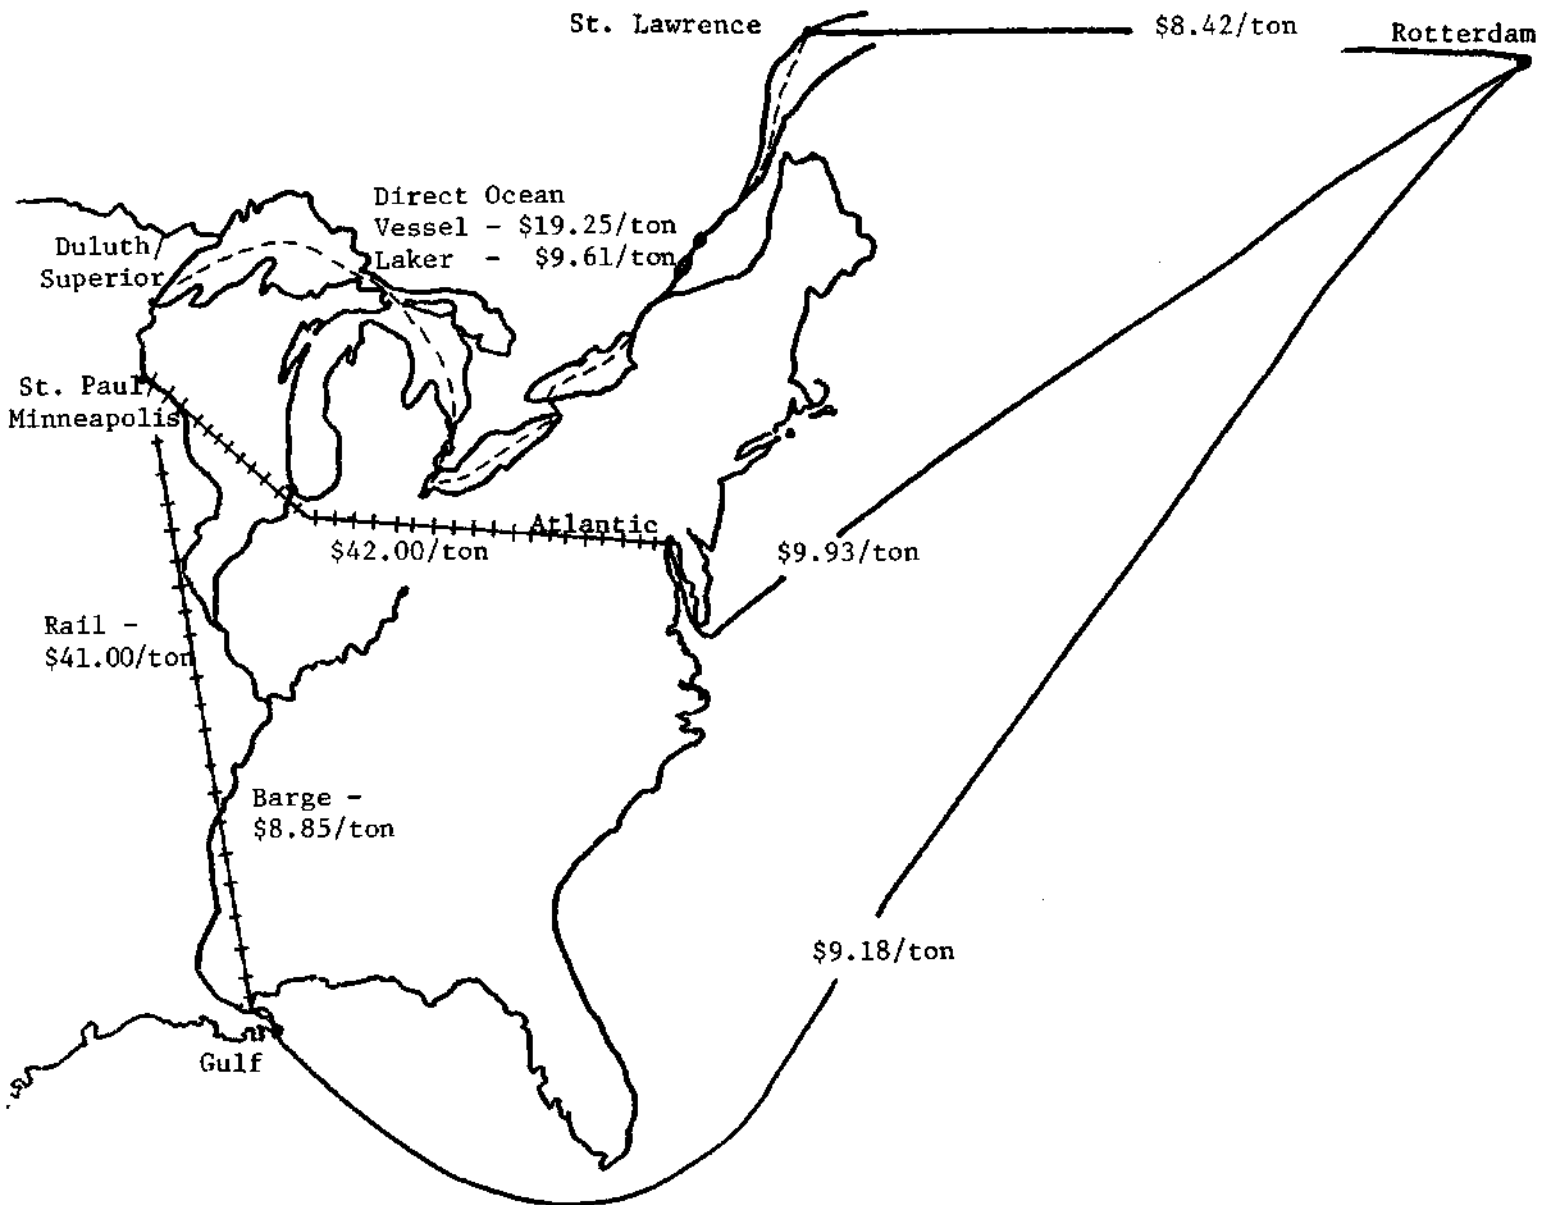 St. Lawrence
$8.42/ton
Rotterdam
Direct Ocean
Vessel - $19.25/ton
Laker - $9.61/ton
Duluth/
Superior
St. Paul/
Minneapolis
Atlantic
$42.00/ton
$9.93/ton
Rail -
$41.00/ton
Barge -
$8.85/ton
$9.18/ton
Gulf